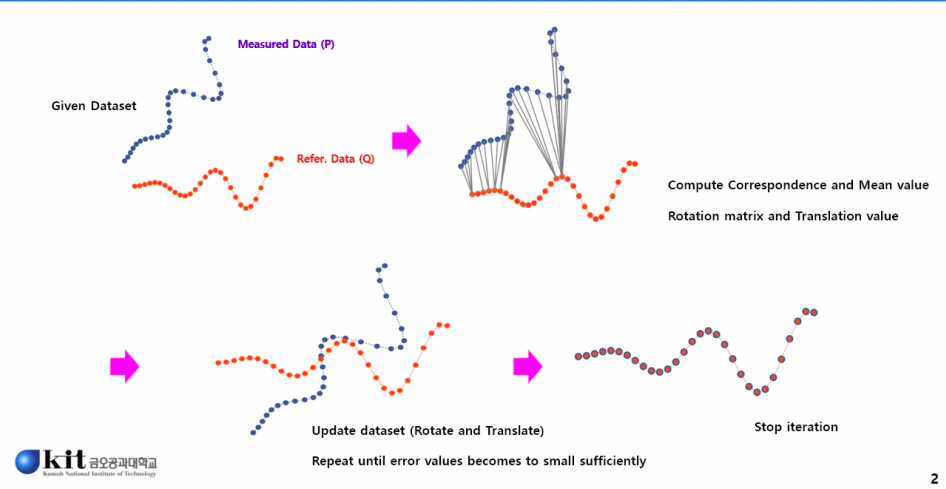 Measured Data (P)
Given Dataset
Refer. Data (Q)
Compute Correspondence and Mean value
Rotation matrix and Translation value
Update dataset (Rotate and Translate)
Repeat until error values becomes to small sufficiently
Stop iteration
kit 금오공과대학교
Kumoh National Institute of Technology
2